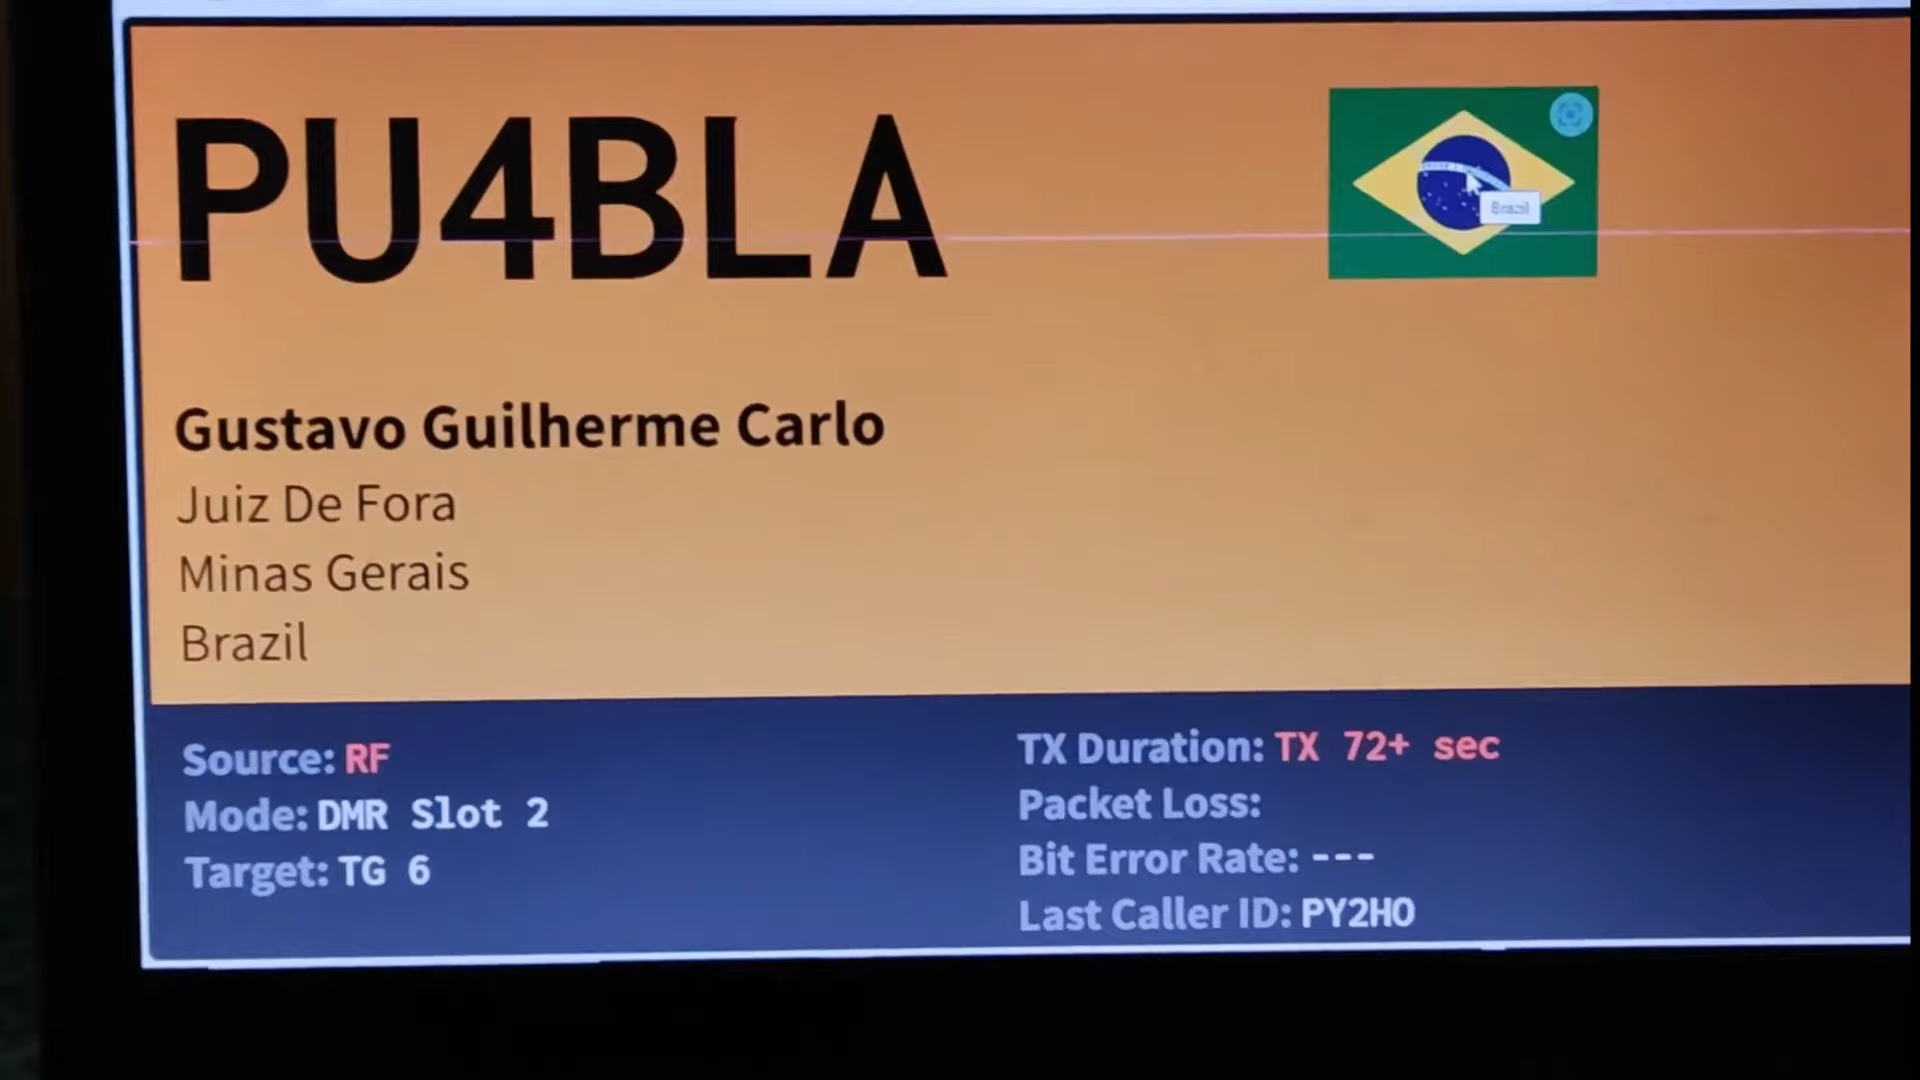 PU4BLA
Brazil
Gustavo Guilherme Carlo
Juiz De Fora
Minas Gerais
Brazil
Source: RF
Mode: DMR Slot 2
Target: TG 6
TX Duration: TX 72+ sec
Packet Loss:
Bit Error Rate: ---
Last Caller ID: PY2HO